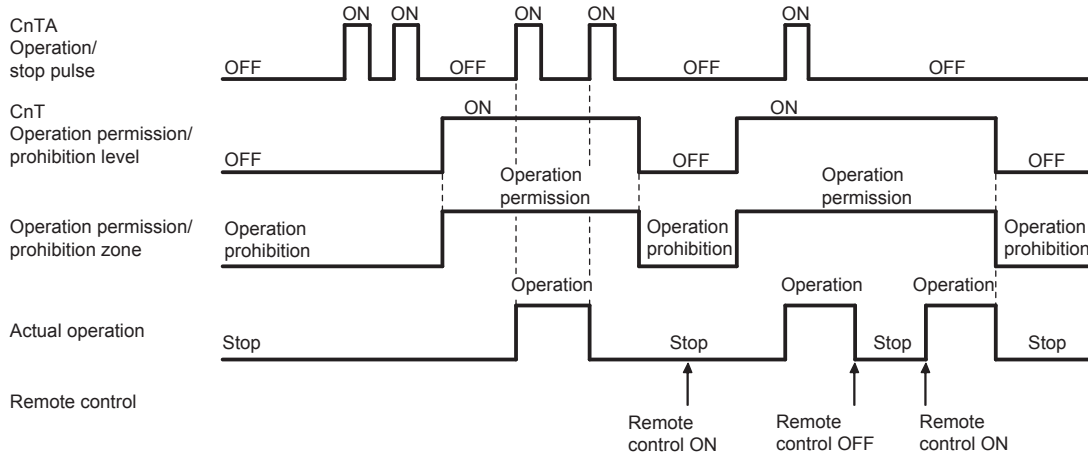 CnTA
Operation/
stop pulse
ON ON ON ON ON
OFF OFF OFF OFF
CnT
Operation permission/
prohibition level
ON ON
OFF OFF OFF
Operation
permission
Operation
permission
Operation permission/
prohibition zone
Operation
prohibition
Operation
prohibition
Operation
prohibition
Actual operation
Operation Operation Operation
Stop Stop Stop Stop
Remote control
Remote
control ON
Remote
control OFF
Remote
control ON